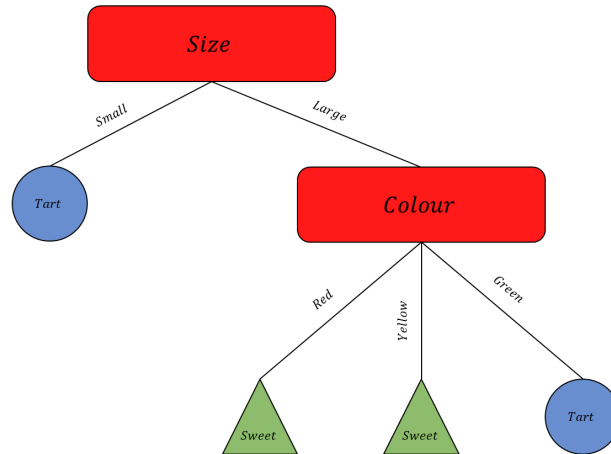 Size
Small
Large
Tart
Colour
Red
Yellow
Green
Sweet
Sweet
Tart